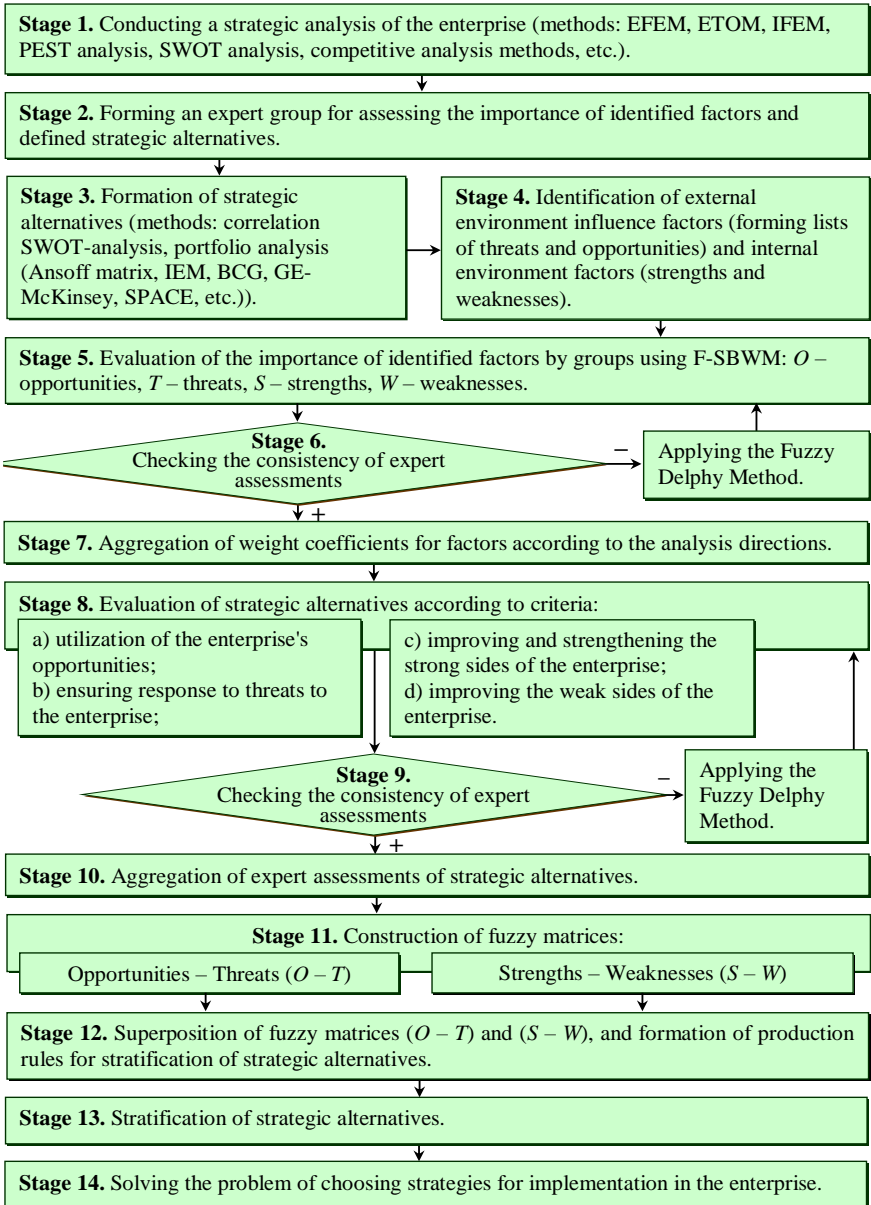 Stage 1. Conducting a strategic analysis of the enterprise (methods: EFEM, ETOM, IFEM,
PEST analysis, SWOT analysis, competitive analysis methods, etc.).
Stage 2. Forming an expert group for assessing the importance of identified factors and
defined strategic alternatives.
Stage 3. Formation of strategic
alternatives (methods: correlation
SWOT-analysis, portfolio analysis
(Ansoff matrix, IEM, BCG, GE-
McKinsey, SPACE, etc.)).
Stage 4. Identification of external
environment influence factors (forming lists
of threats and opportunities) and internal
environment factors (strengths and
weaknesses).
Stage 5. Evaluation of the importance of identified factors by groups using F-SBWM: O –
opportunities, T – threats, S – strengths, W – weaknesses.
Stage 6.
Checking the consistency of expert
assessments
–
Applying the Fuzzy
Delphy Method.
+
Stage 7. Aggregation of weight coefficients for factors according to the analysis directions.
Stage 8. Evaluation of strategic alternatives according to criteria:
a) utilization of the enterprise's
opportunities;
b) ensuring response to threats to
the enterprise;
c) improving and strengthening the
strong sides of the enterprise;
d) improving the weak sides of the
enterprise.
Stage 9.
Checking the consistency of expert
assessments
–
Applying the
Fuzzy Delphy
Method.
+
Stage 10. Aggregation of expert assessments of strategic alternatives.
Stage 11. Construction of fuzzy matrices:
Opportunities – Threats (O – T)
Strengths – Weaknesses (S – W)
Stage 12. Superposition of fuzzy matrices (O – T) and (S – W), and formation of production
rules for stratification of strategic alternatives.
Stage 13. Stratification of strategic alternatives.
Stage 14. Solving the problem of choosing strategies for implementation in the enterprise.